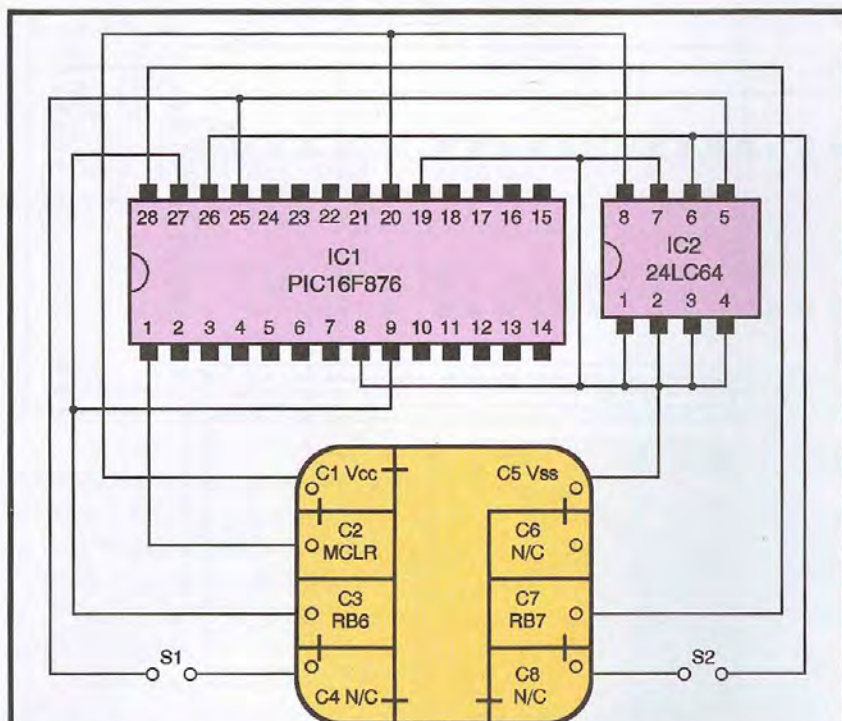 28 27 26 25 24 23 22 21 20 19 18 17 16 15
IC1
PIC16F876
1 2 3 4 5 6 7 8 9 10 11 12 13 14
8 7 6 5
IC2
24LC64
1 2 3 4
C1 Vcc
C5 Vss
C2
MCLR
C6
N/C
C3
RB6
C7
RB7
S1
C4 N/C
C8
N/C
S2